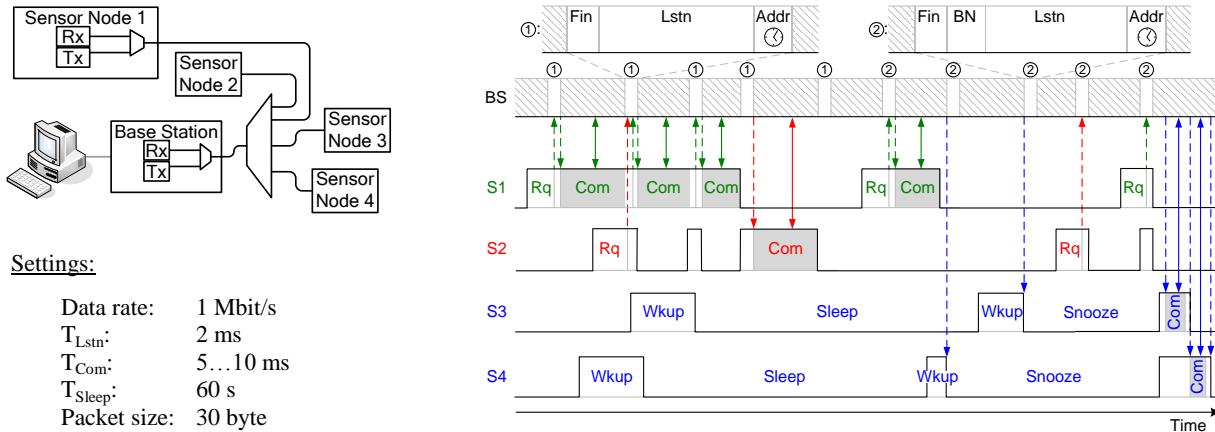 Sensor Node 1
Rx
Tx
Sensor
Node 2
Base Station
Rx
Tx
Sensor
Node 3
Sensor
Node 4
Settings:
Data rate: 1 Mbit/s
TLstn: 2 ms
TCom: 5…10 ms
TSleep: 60 s
Packet size: 30 byte
①: Fin Lstn Addr
②: Fin BN Lstn Addr
① ① ① ① ① ② ② ② ② ②
BS
S1 Rq Com Com Com Rq Com Rq
S2 Rq Com Rq
S3 Wkup Sleep Wkup Snooze Com
S4 Wkup Sleep Wkup Snooze Com
Time